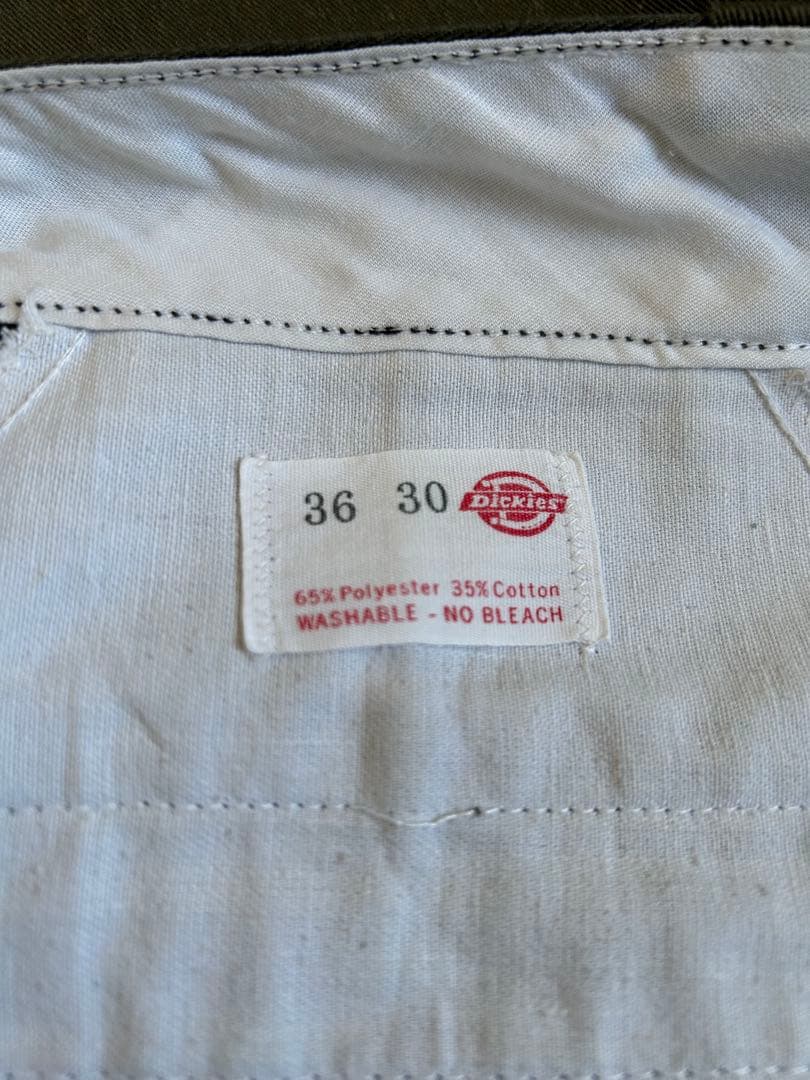 36 30 Dickies
65% Polyester 35% Cotton
WASHABLE - NO BLEACH